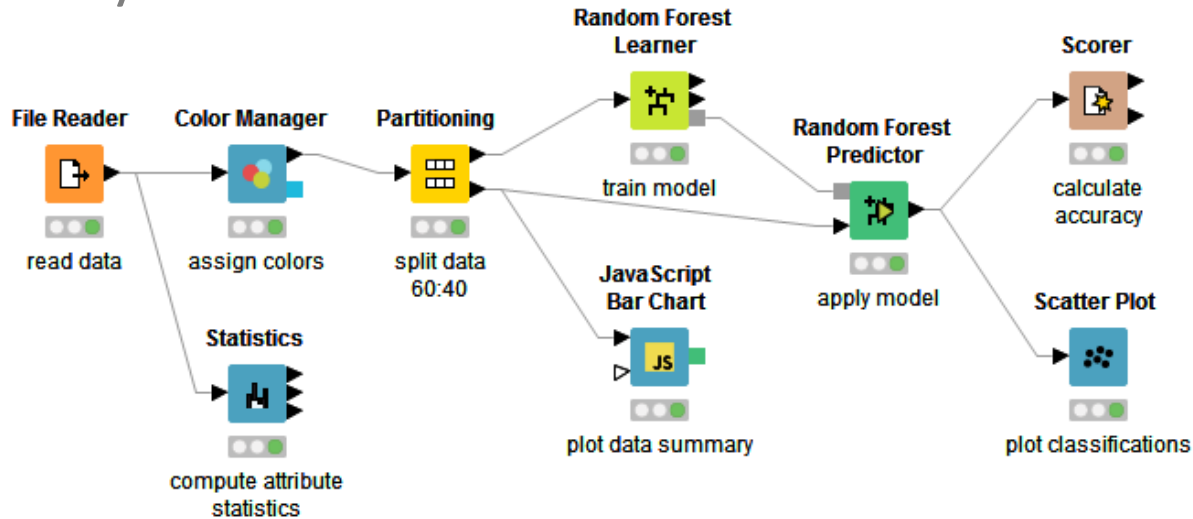 File Reader
read data
Color Manager
assign colors
Statistics
compute attribute
statistics
Partitioning
split data
60:40
Random Forest
Learner
train model
JavaScript
Bar Chart
JS
plot data summary
Random Forest
Predictor
apply model
Scorer
calculate
accuracy
Scatter Plot
plot classifications